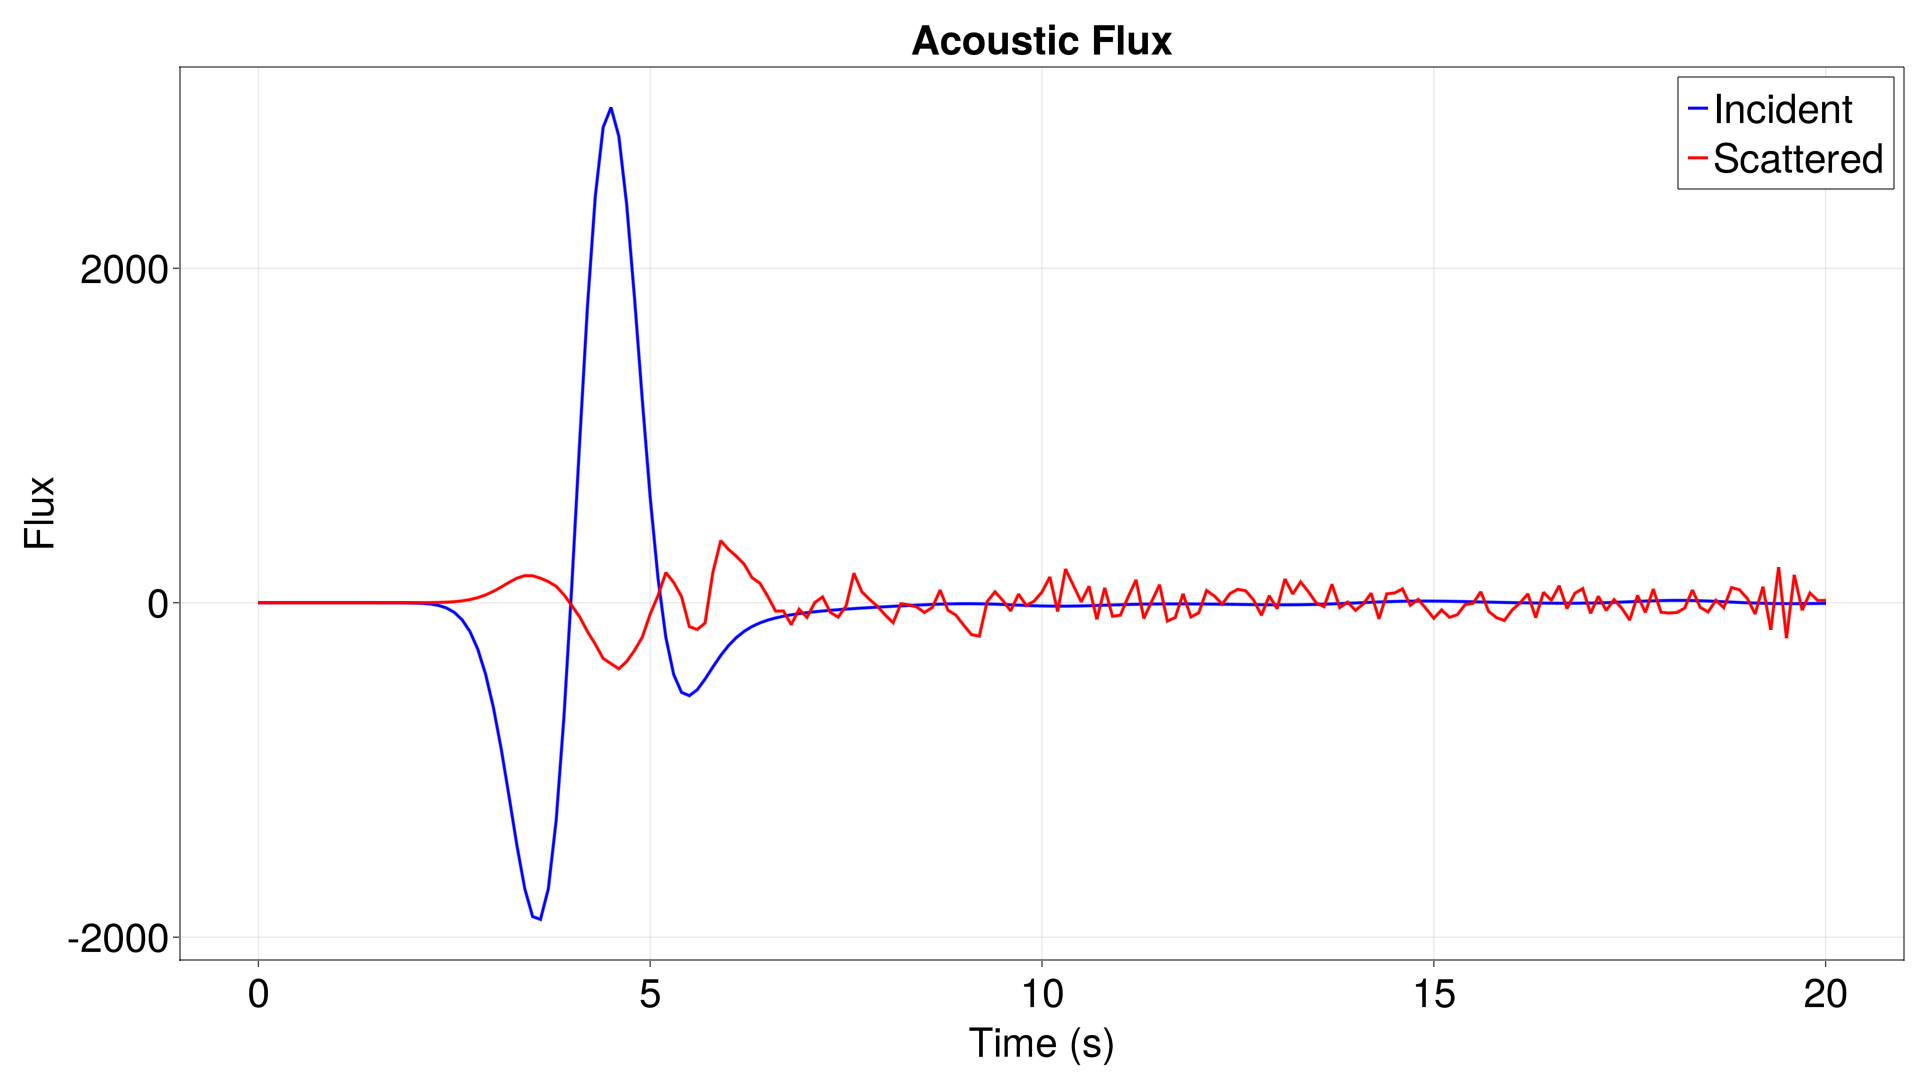 Acoustic Flux
Incident
Scattered
Flux
2000
0
-2000
0 5 10 15 20
Time (s)